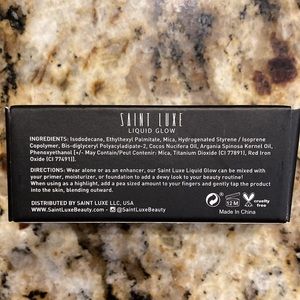 SAINT LUXE
LIQUID GLOW
INGREDIENTS: Isododecane, Ethylhexyl Palmitate, Mica, Hydrogenated Styrene / Isoprene
Copolymer, Bis-diglyceryl Polyacyladipate-2, Cocos Nucifera Oil, Argania Spinosa Kernel Oil,
Phenoxyethanol [+/- May Contain/Peut Contenir: Mica, Titanium Dioxide (CI 77891), Red Iron
Oxide (CI 77491)].
DIRECTIONS: Wear alone or as an enhancer, our Saint Luxe Liquid Glow can be mixed with
your primer, moisturizer, or foundation to add a dewy look to your beauty routine!
When using as a highlight, add a pea sized amount to your fingers and gently tap the product
into the skin, blending outward.
DISTRIBUTED BY SAINT LUXE LLC, USA
www.SaintLuxeBeauty.com - @SaintLuxeBeauty
12 M
cruelty
free
Made In China